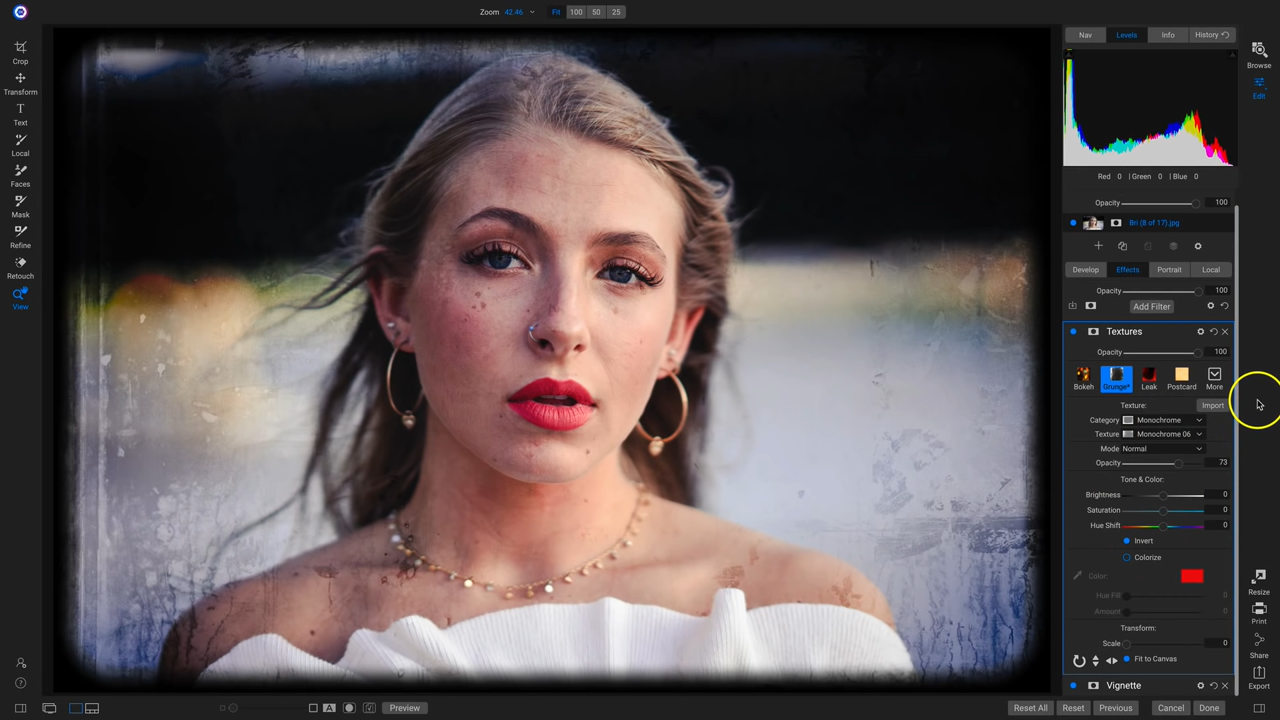 Zoom 42.46 Fit 100 50 25
Nav Levels Info History
Crop
Transform
Text
Local
Faces
Mask
Refine
Retouch
View
Red 0 | Green 0 | Blue 0
Opacity 100
Bri (8 of 17).jpg
Develop Effects Portrait Local
Opacity 100
Add Filter
Textures
Opacity 100
Bokeh Grunge* Leak Postcard More
Texture: Import
Category Monochrome
Texture Monochrome 06
Mode Normal
Opacity 73
Tone & Color:
Brightness 0
Saturation 0
Hue Shift 0
Invert
Colorize
Color:
Hue Fill 0
Amount 0
Transform:
Scale 0
Fit to Canvas
Vignette
Browse
Edit
Resize
Print
Share
Export
A Preview
Reset All Reset Previous Cancel Done